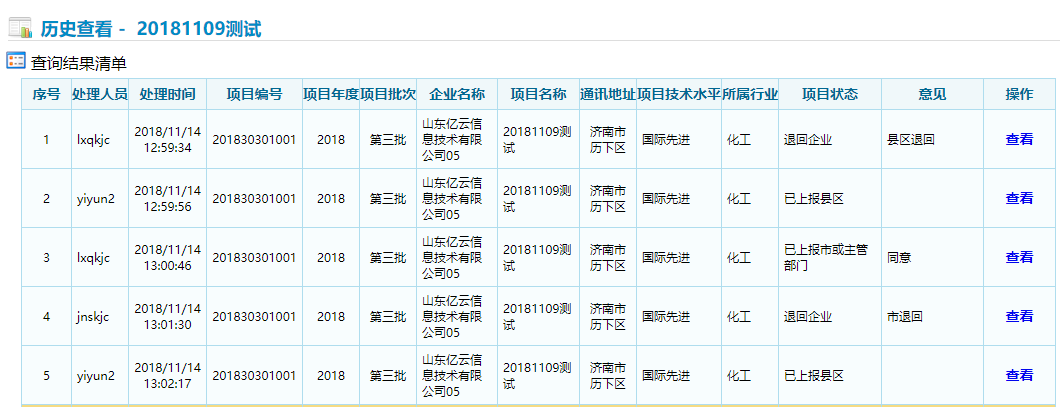 历史查看 - 20181109测试
查询结果清单
序号 处理人员 处理时间 项目编号 项目年度 项目批次 企业名称 项目名称 通讯地址 项目技术水平 所属行业 项目状态 意见 操作
1 lxqkjc 2018/11/14 12:59:34 201830301001 2018 第三批 山东亿云信息技术有限公司05 20181109测试 济南市历下区 国际先进 化工 退回企业 县区退回 查看
2 yiyun2 2018/11/14 12:59:56 201830301001 2018 第三批 山东亿云信息技术有限公司05 20181109测试 济南市历下区 国际先进 化工 已上报县区 查看
3 lxqkjc 2018/11/14 13:00:46 201830301001 2018 第三批 山东亿云信息技术有限公司05 20181109测试 济南市历下区 国际先进 化工 已上报市或主管部门 同意 查看
4 jnskjc 2018/11/14 13:01:30 201830301001 2018 第三批 山东亿云信息技术有限公司05 20181109测试 济南市历下区 国际先进 化工 退回企业 市退回 查看
5 yiyun2 2018/11/14 13:02:17 201830301001 2018 第三批 山东亿云信息技术有限公司05 20181109测试 济南市历下区 国际先进 化工 已上报县区 查看